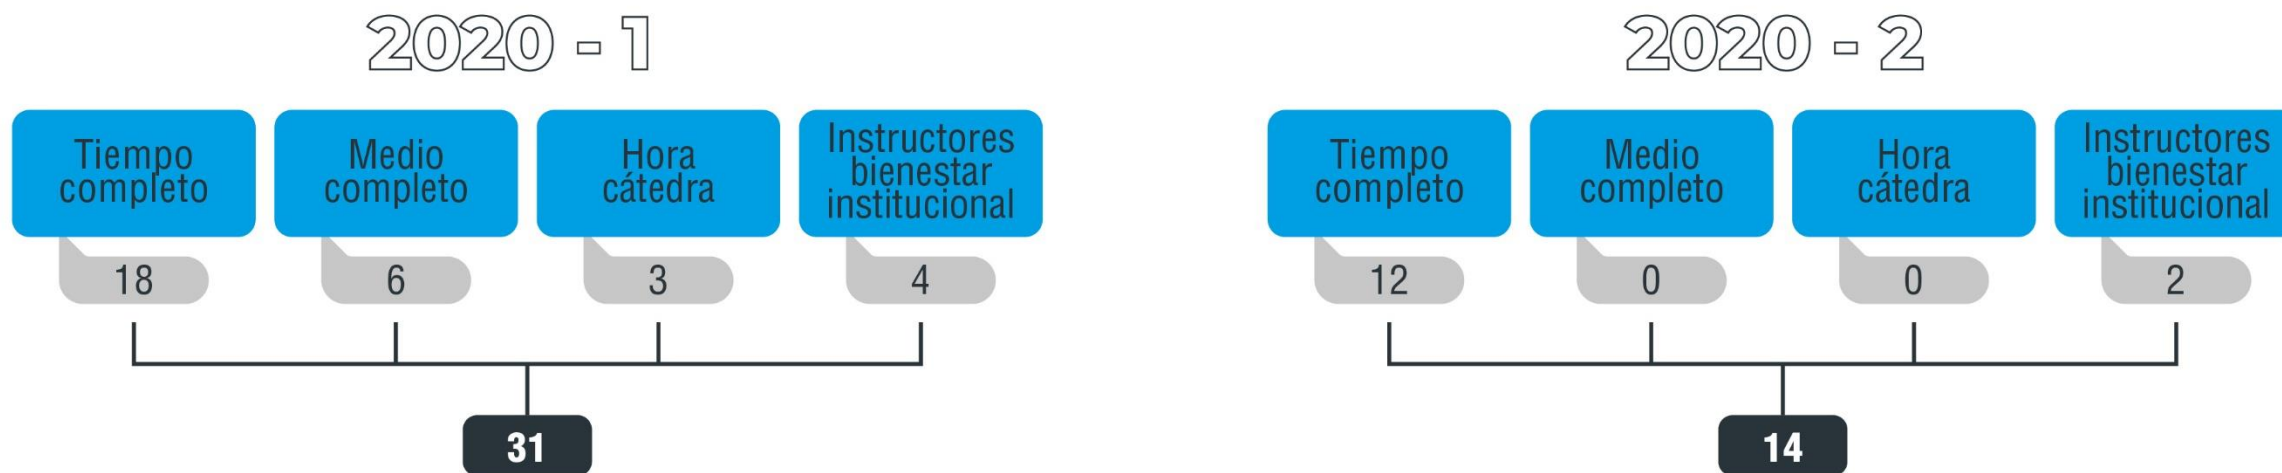 2020 - 1
Tiempo
completo
Medio
completo
Hora
cátedra
Instructores
bienestar
institucional
18
6
3
4
31
2020 - 2
Tiempo
completo
Medio
completo
Hora
cátedra
Instructores
bienestar
institucional
12
0
0
2
14